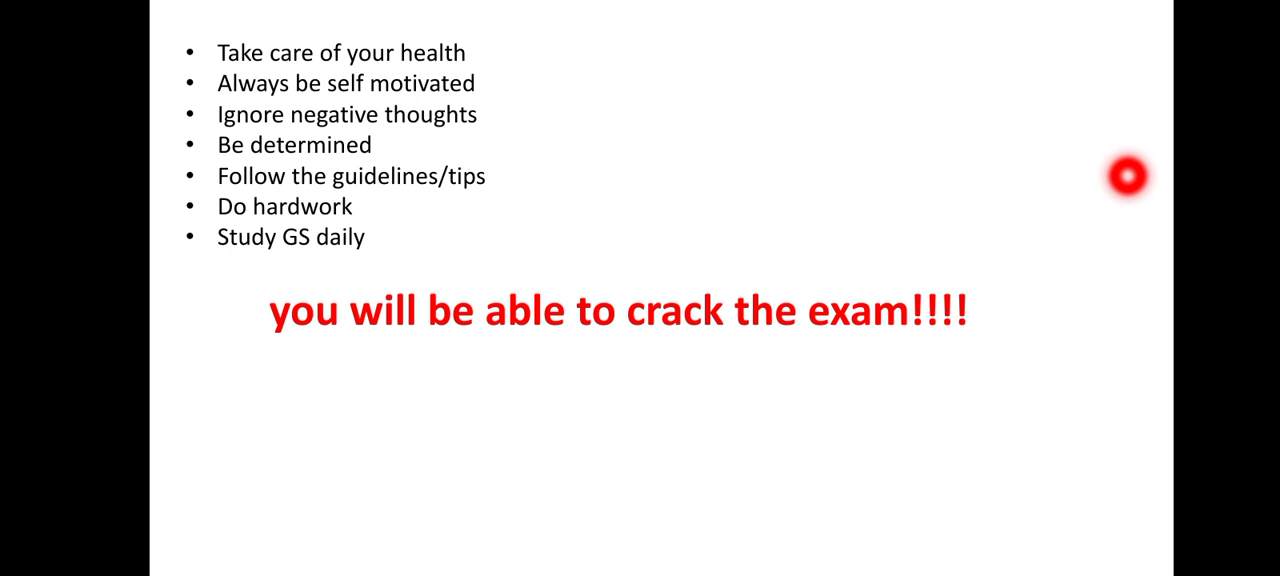 • Take care of your health
• Always be self motivated
• Ignore negative thoughts
• Be determined
• Follow the guidelines/tips
• Do hardwork
• Study GS daily
you will be able to crack the exam!!!!